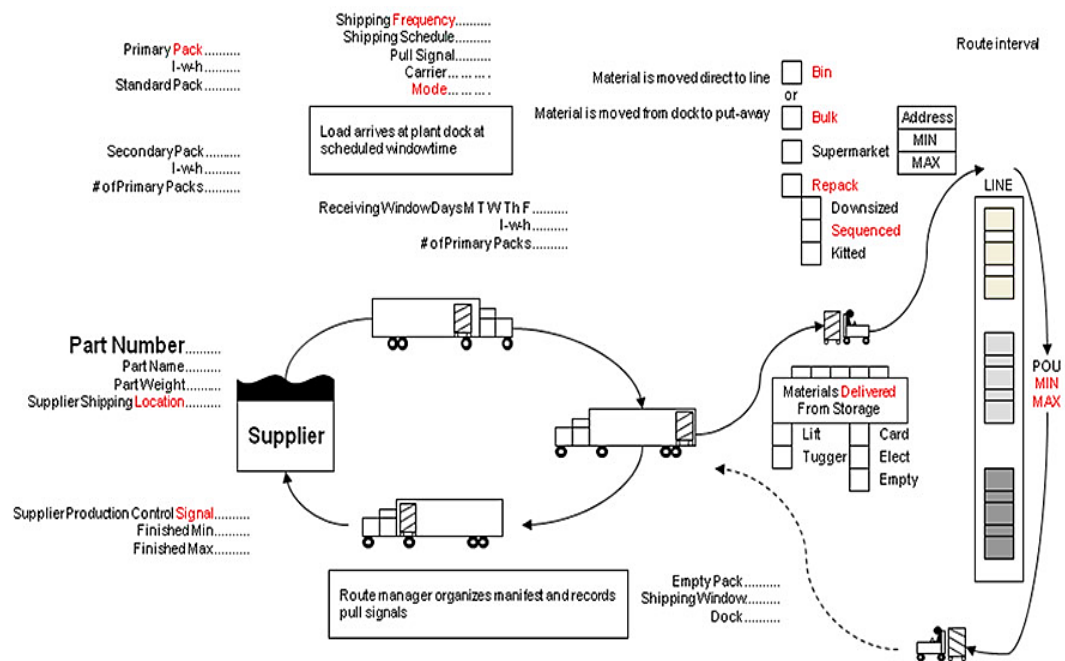 Shipping Frequency..........
Shipping Schedule..........
Pull Signal..........
Carrier..........
Mode..........
Primary Pack..........
l-w-h..........
Standard Pack..........
Route interval
Material is moved direct to line
or
Material is moved from dock to put-away
Bin
Bulk
Supermarket
Repack
Downsized
Sequenced
Kitted
Address
MIN
MAX
Load arrives at plant dock at
scheduled windowtime
Secondary Pack..........
l-w-h..........
# of Primary Packs..........
LINE
Receiving Window Days M T W Th F..........
l-w-h..........
# of Primary Packs..........
Part Number..........
Part Name..........
Part Weight..........
Supplier Shipping Location..........
Supplier
POU
MIN
MAX
Materials Delivered
From Storage
Lift
Tugger
Card
Elect
Empty
Supplier Production Control Signal..........
Finished Min..........
Finished Max..........
Route manager organizes manifest and records
pull signals
Empty Pack..........
Shipping Window..........
Dock..........